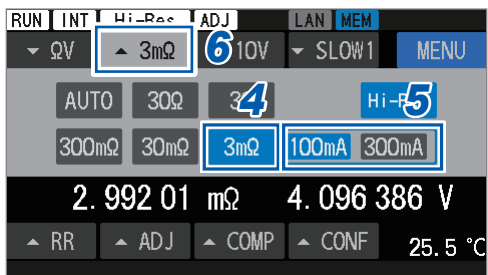 RUN INT Hi-Res ADJ LAN MEM
ΩV 3mΩ 6 10V SLOW1 MENU
AUTO 30Ω 3 4 Hi-R 5
300mΩ 30mΩ 3mΩ 100mA 300mA
2.992 01 mΩ 4.096 386 V
RR ADJ COMP CONF 25.5 °C